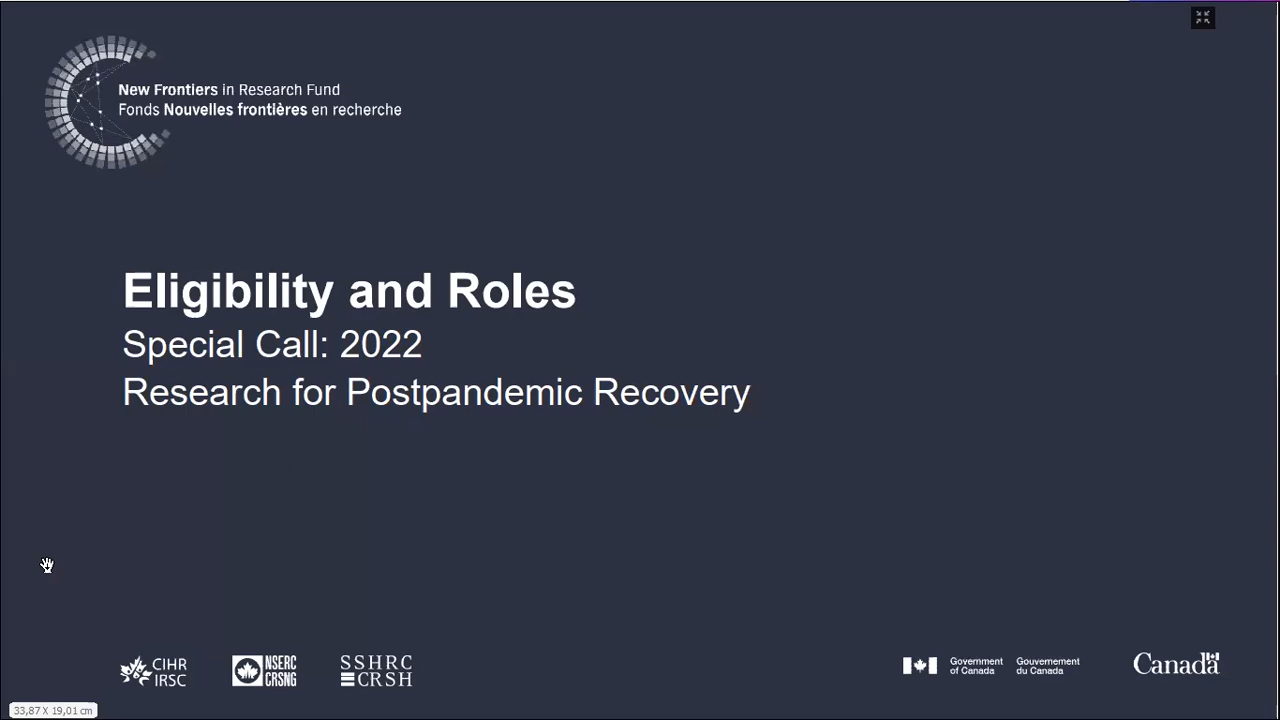 New Frontiers in Research Fund
Fonds Nouvelles frontières en recherche
Eligibility and Roles
Special Call: 2022
Research for Postpandemic Recovery
CIHR
IRSC
NSERC
CRSNG
SSHRC
CRSH
Government
of Canada
Gouvernement
du Canada
Canada
33,87 X 19,01 cm